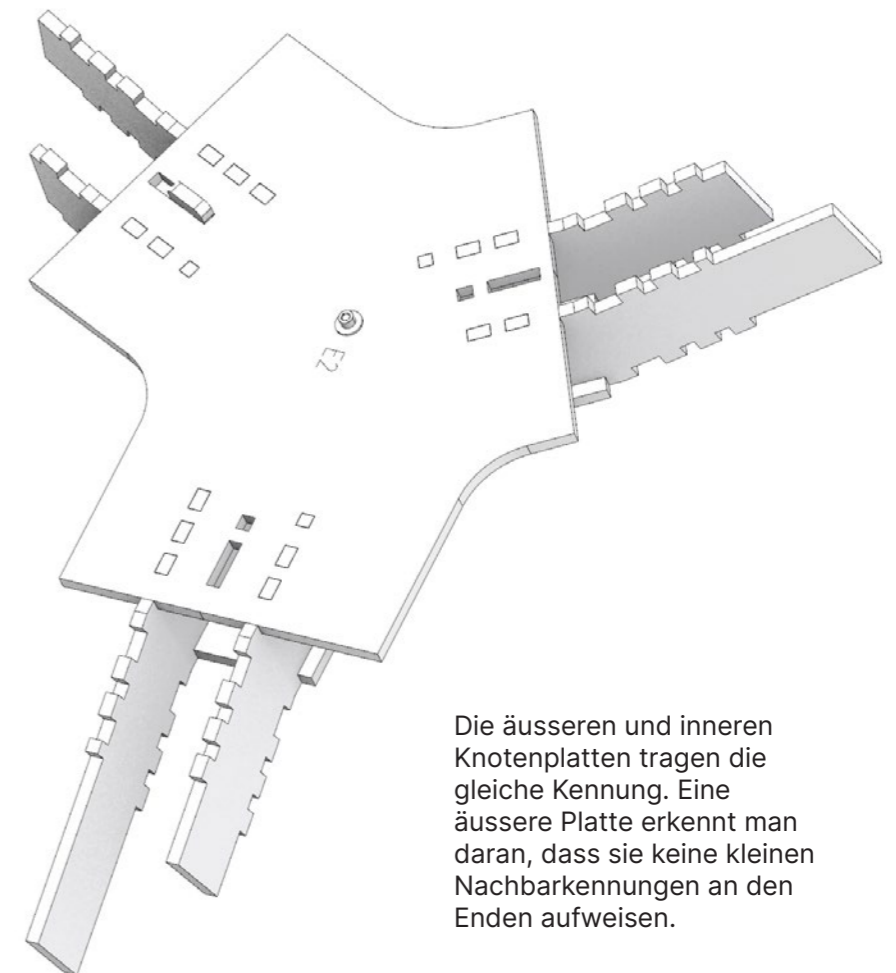 E2
Die äusseren und inneren
Knotenplatten tragen die
gleiche Kennung. Eine
äussere Platte erkennt man
daran, dass sie keine kleinen
Nachbarkennungen an den
Enden aufweisen.